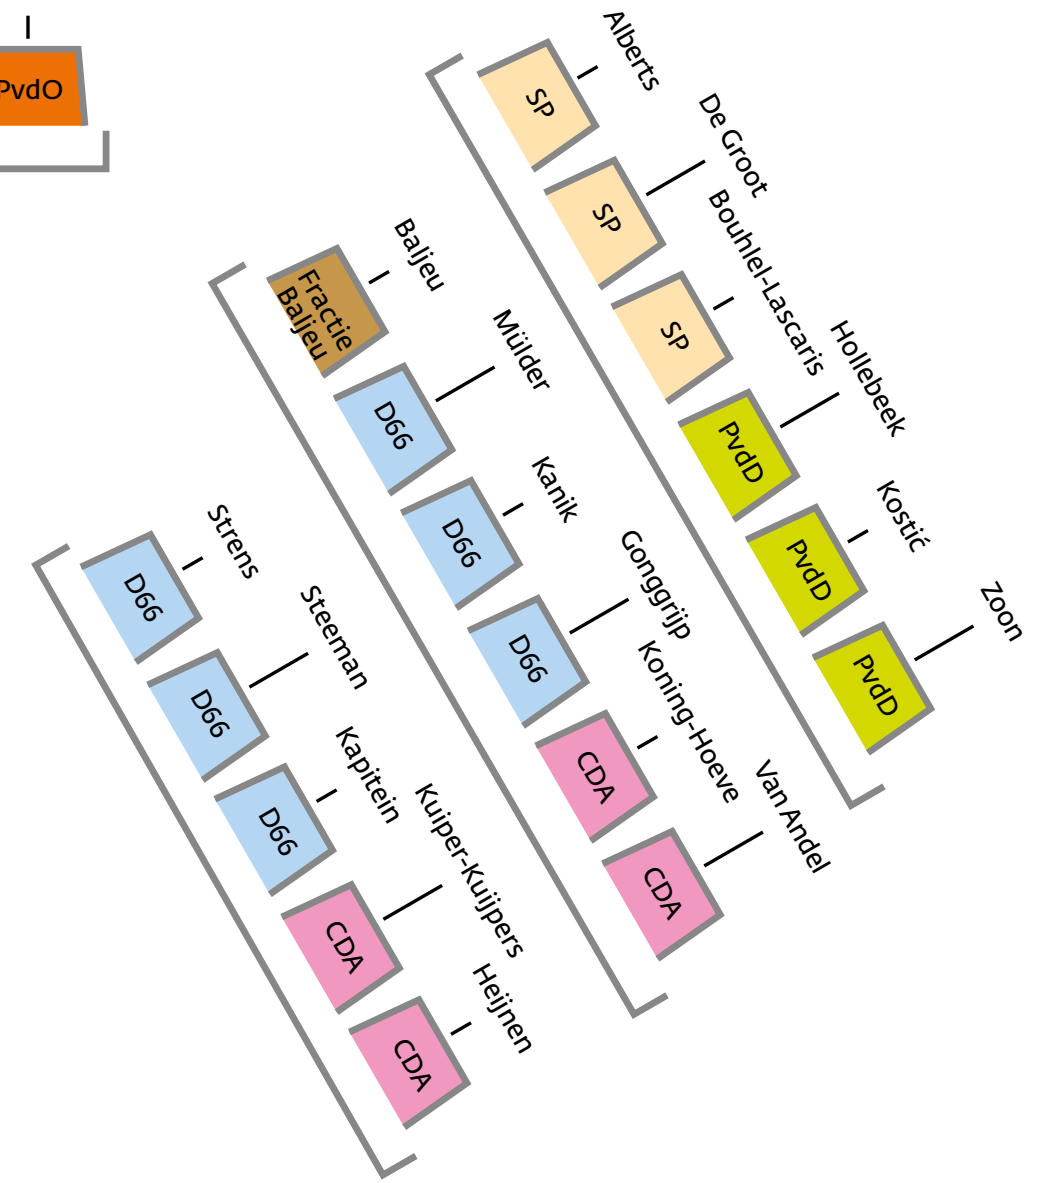 PvdO
Alberts
SP
De Groot
SP
Bouhlel-Lascaris
SP
Hollebeek
PvdD
Kostić
PvdD
Zoon
PvdD
Baljeu
Fractie
Baljeu
Mülder
D66
Kanik
D66
Gonggrijp
D66
Koning-Hoeve
CDA
Van Andel
CDA
Strens
D66
Steeman
D66
Kapitein
D66
Kuiper-Kuijpers
CDA
Heijnen
CDA